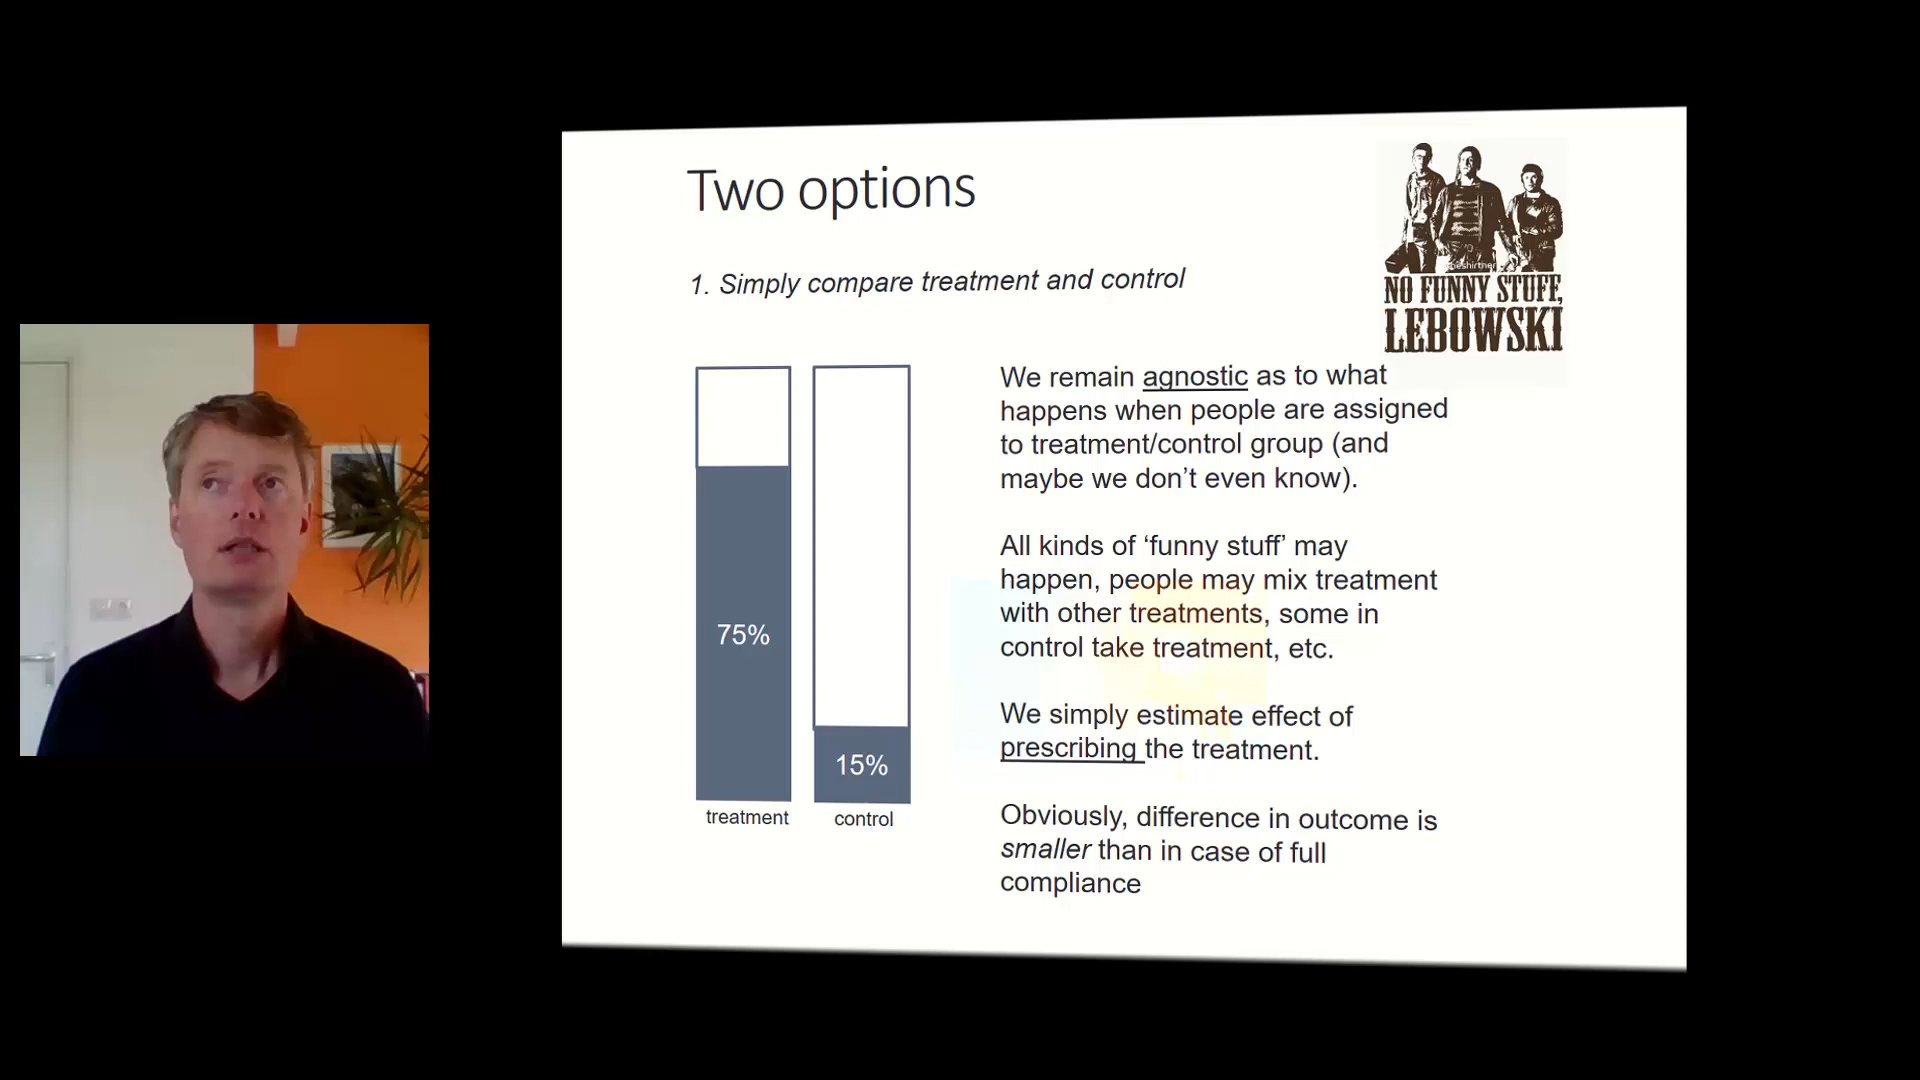 Two options
1. Simply compare treatment and control
NO FUNNY STUFF,
LEBOWSKI
75%
15%
treatment
control
We remain agnostic as to what
happens when people are assigned
to treatment/control group (and
maybe we don’t even know).
All kinds of ‘funny stuff’ may
happen, people may mix treatment
with other treatments, some in
control take treatment, etc.
We simply estimate effect of
prescribing the treatment.
Obviously, difference in outcome is
smaller than in case of full
compliance